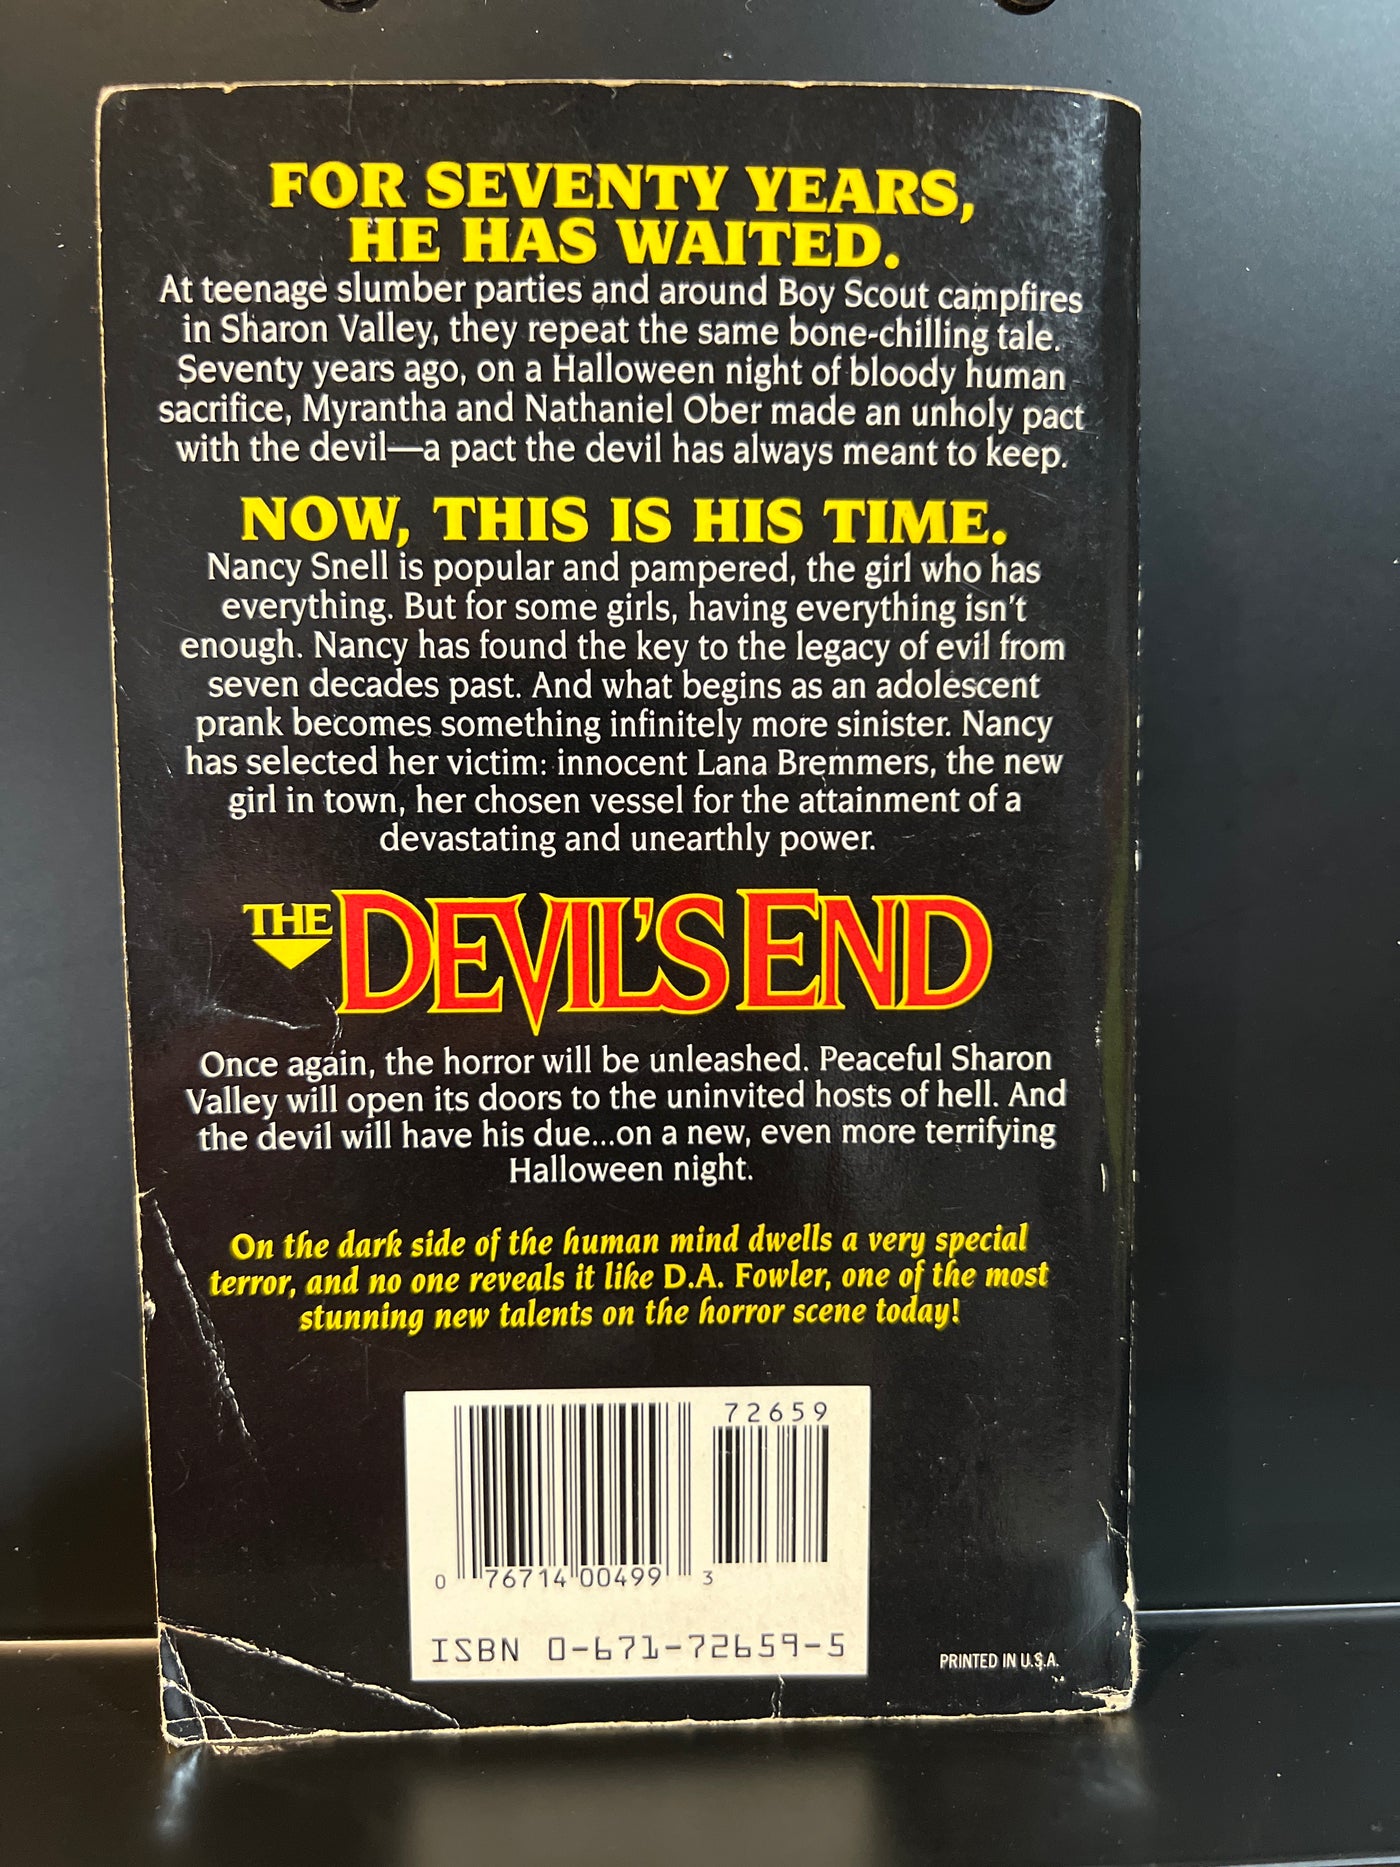 FOR SEVENTY YEARS,
HE HAS WAITED.
At teenage slumber parties and around Boy Scout campfires
in Sharon Valley, they repeat the same bone-chilling tale.
Seventy years ago, on a Halloween night of bloody human
sacrifice, Myrantha and Nathaniel Ober made an unholy pact
with the devil—a pact the devil has always meant to keep.
NOW, THIS IS HIS TIME.
Nancy Snell is popular and pampered, the girl who has
everything. But for some girls, having everything isn't
enough. Nancy has found the key to the legacy of evil from
seven decades past. And what begins as an adolescent
prank becomes something infinitely more sinister. Nancy
has selected her victim: innocent Lana Bremmers, the new
girl in town, her chosen vessel for the attainment of a
devastating and unearthly power.
THE DEVIL'S END
Once again, the horror will be unleashed. Peaceful Sharon
Valley will open its doors to the uninvited hosts of hell. And
the devil will have his due...on a new, even more terrifying
Halloween night.
On the dark side of the human mind dwells a very special
terror, and no one reveals it like D.A. Fowler, one of the most
stunning new talents on the horror scene today!
72659
0 76714 00499 3
ISBN 0-671-72659-5
PRINTED IN U.S.A.